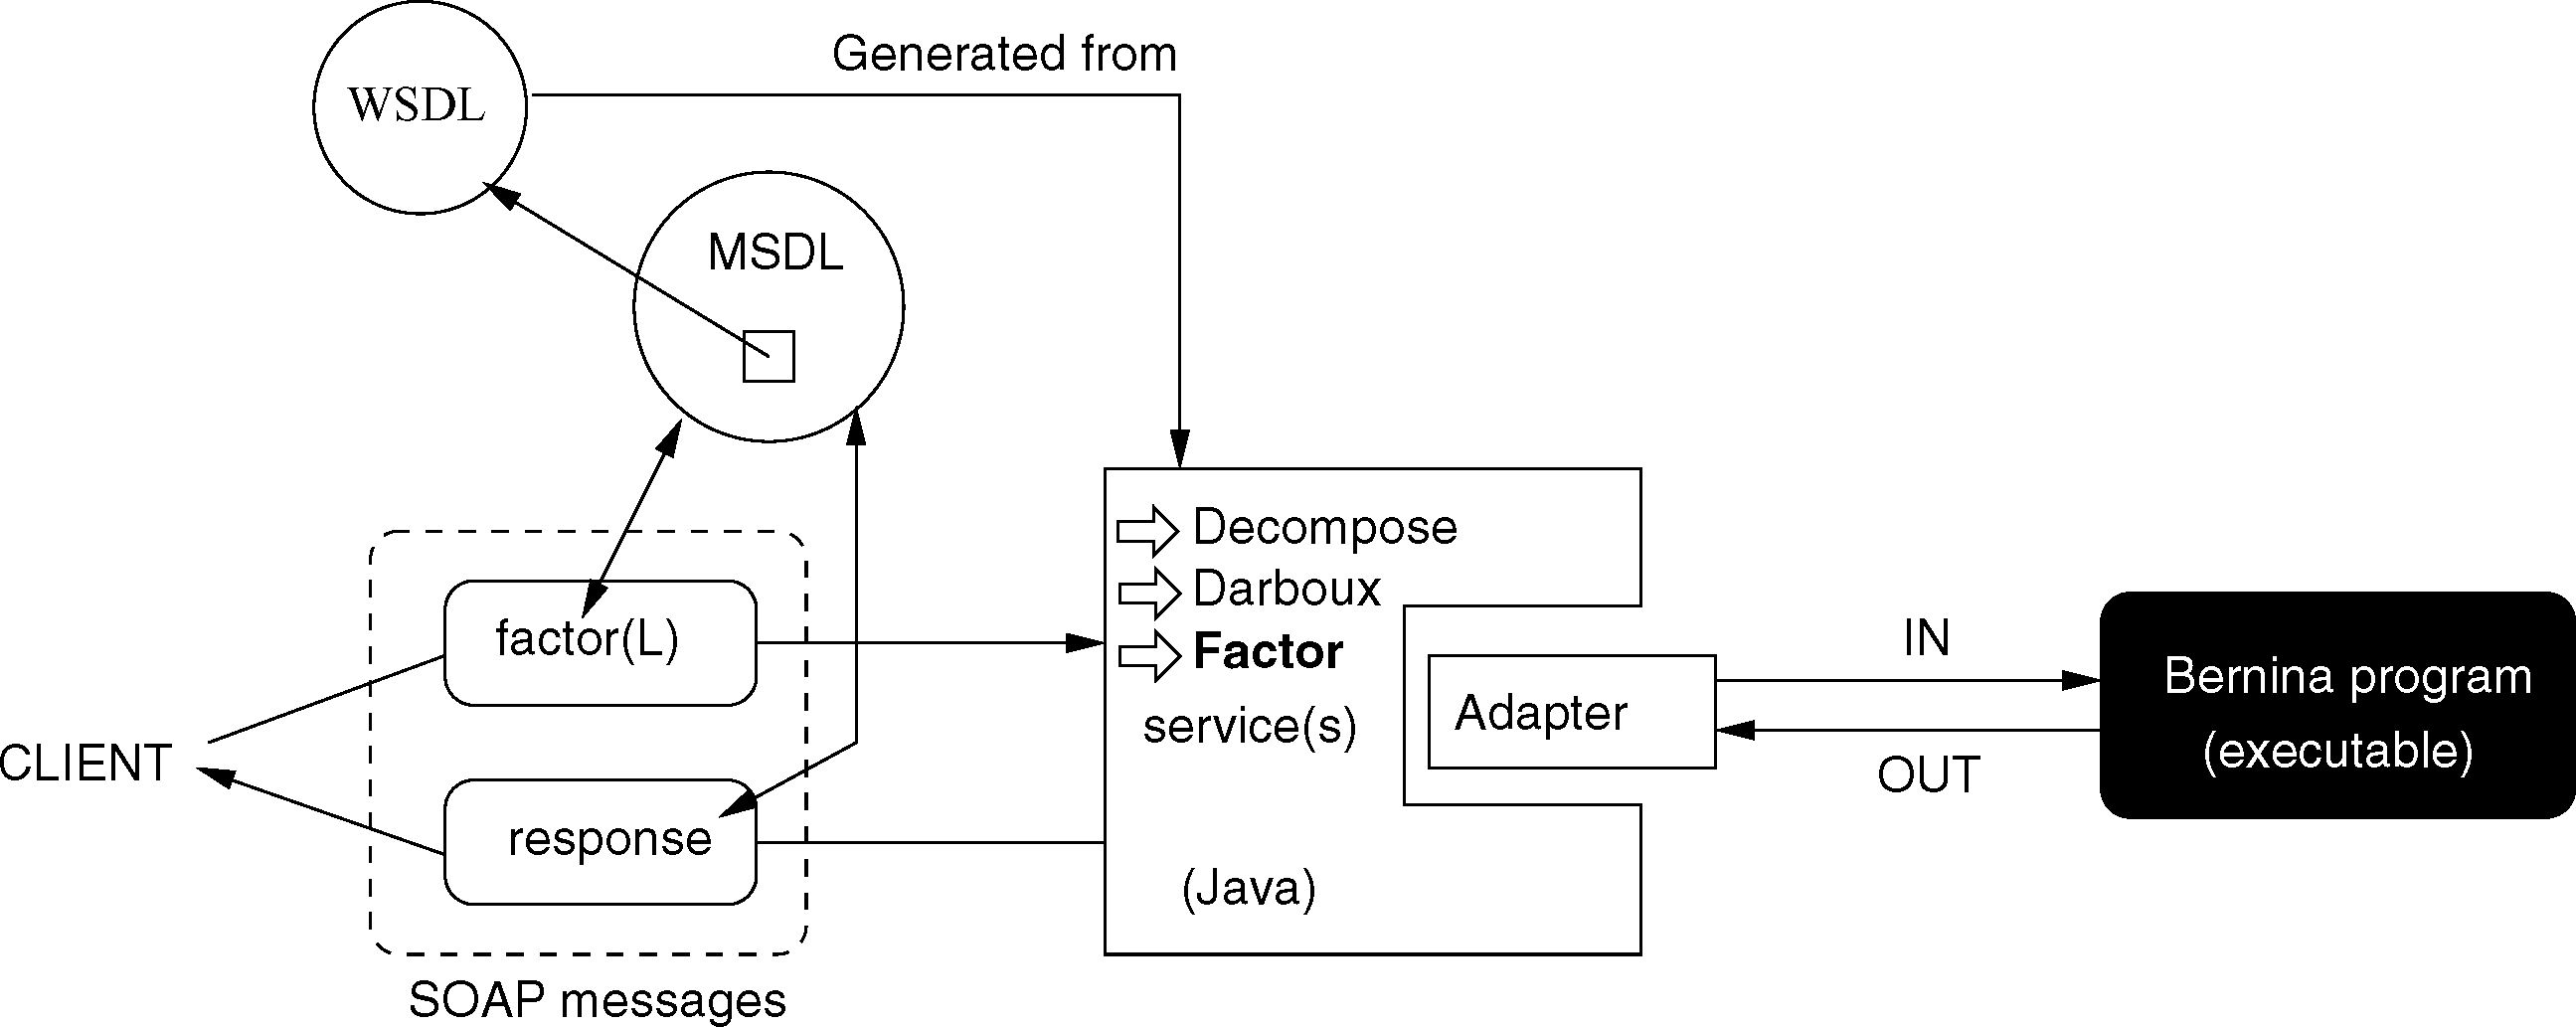 Generated from
WSDL
MSDL
Decompose
Darboux
Factor
service(s)
(Java)
factor(L)
response
CLIENT
SOAP messages
Adapter
IN
OUT
Bernina program
(executable)